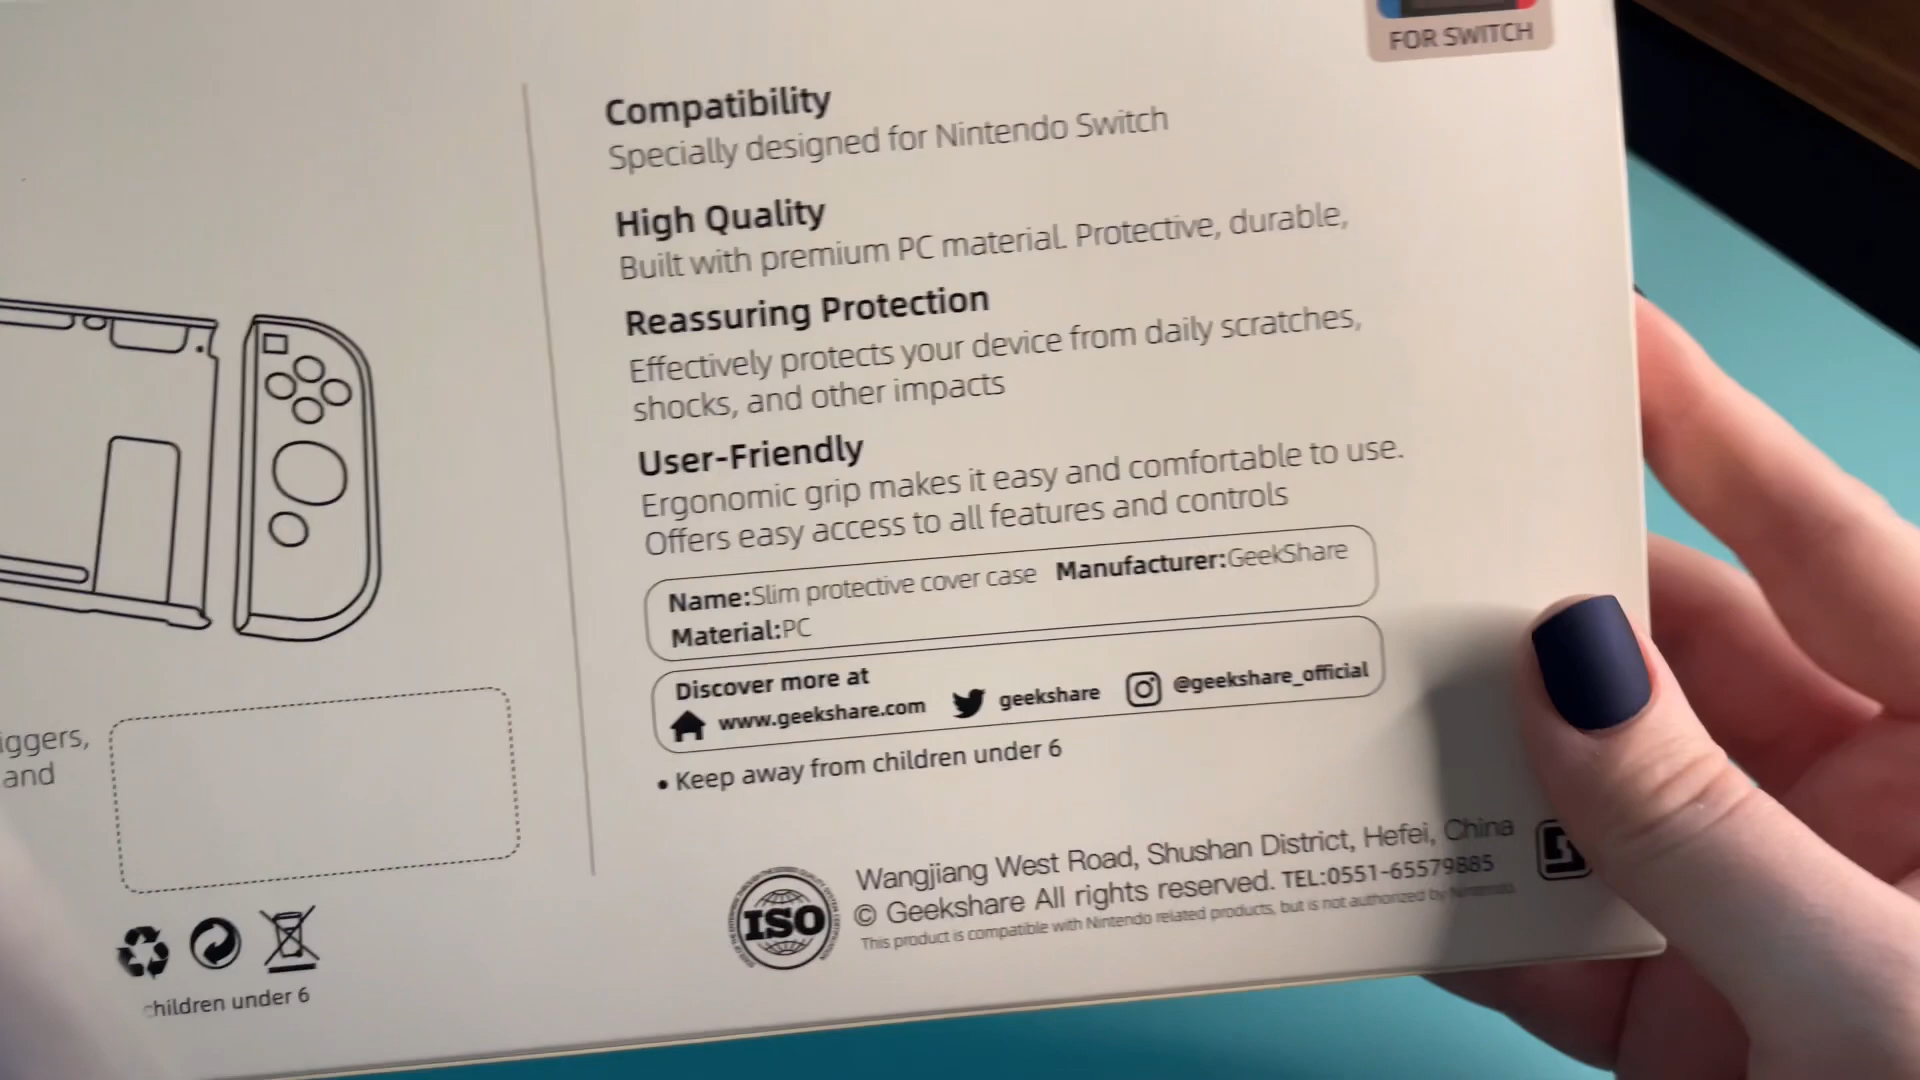 FOR SWITCH
Compatibility
Specially designed for Nintendo Switch
High Quality
Built with premium PC material. Protective, durable,
Reassuring Protection
Effectively protects your device from daily scratches,
shocks, and other impacts
User-Friendly
Ergonomic grip makes it easy and comfortable to use.
Offers easy access to all features and controls
Name:Slim protective cover case Manufacturer:GeekShare
Material:PC
Discover more at
www.geekshare.com geekshare @geekshare_official
• Keep away from children under 6
iggers,
and
children under 6
ISO
Wangjiang West Road, Shushan District, Hefei, China
© Geekshare All rights reserved. TEL:0551-65579885
This product is compatible with Nintendo related products, but is not authorized by Nintendo